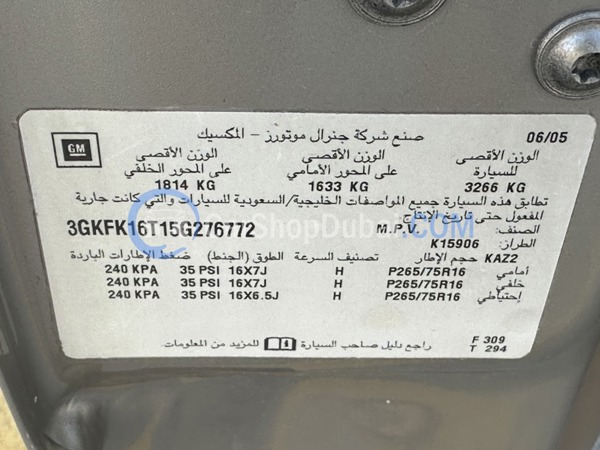 صنع شركة جنرال موتورز - المكسيك 06/05
GM
الوزن الأقصى للسيارة 3266 KG
الوزن الأقصى على المحور الأمامي 1633 KG
الوزن الأقصى على المحور الخلفي 1814 KG
تطابق هذه السيارة جميع المواصفات الخليجية/السعودية للسيارات والتي كانت جارية
المفعول حتى تاريخ الإنتاج
3GKFK16T15G276772 الصنف: M.P.V.
الطراز: K15906
KAZ2 حجم الإطار تصنيف السرعة الطوق (الجنط) ضغط الإطارات الباردة
أمامي P265/75R16 H 16X7J 35 PSI 240 KPA
خلفي P265/75R16 H 16X7J 35 PSI 240 KPA
إحتياطي P265/75R16 H 16X6.5J 35 PSI 240 KPA
راجع دليل صاحب السيارة للمزيد من المعلومات.
F 309
T 294
ShopDubai.com